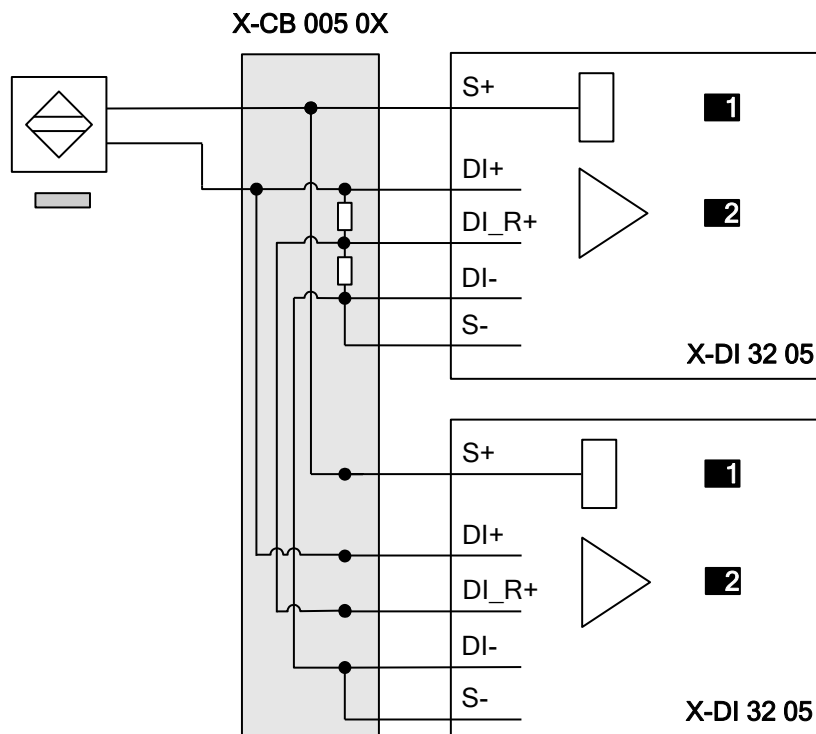 X-CB 005 0X
S+
1
DI+
2
DI_R+
DI-
S-
X-DI 32 05
S+
1
DI+
2
DI_R+
DI-
S-
X-DI 32 05